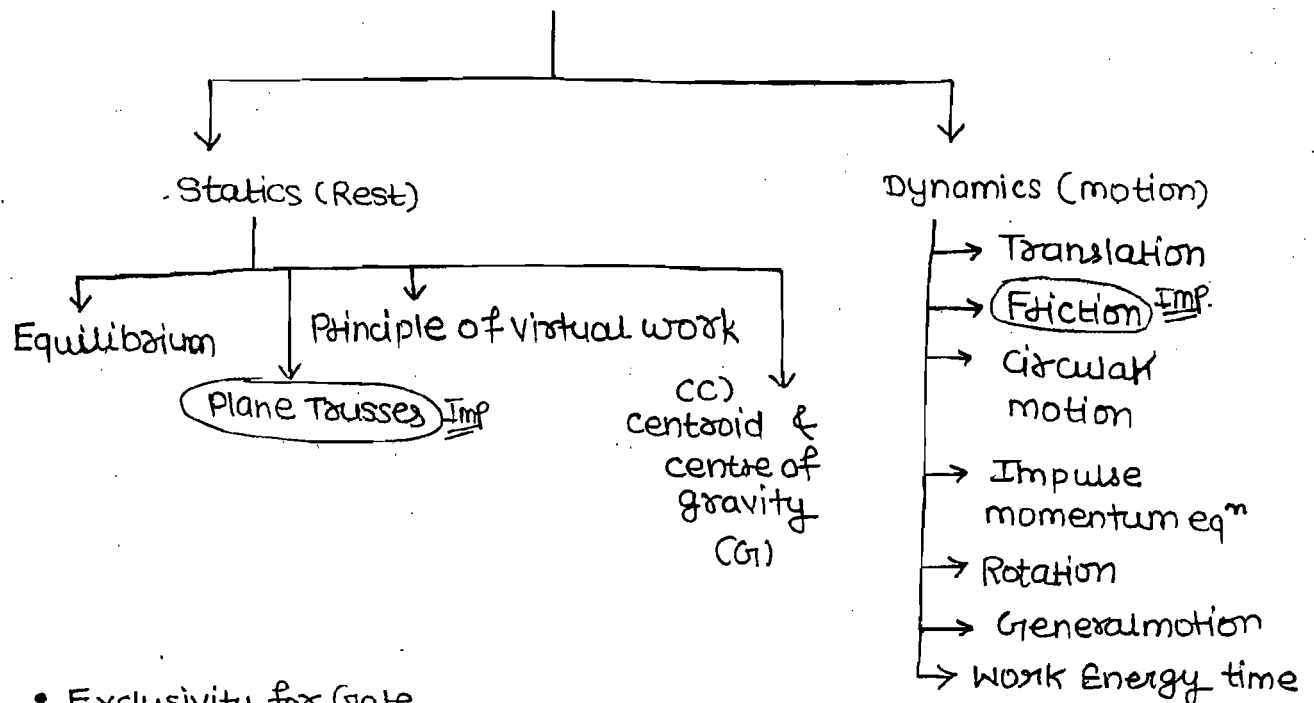 Statics (Rest)
Equilibrium
Plane Trusses Imp
Principle of virtual work
(C)
centroid &
centre of
gravity
(G)
Dynamics (motion)
Translation
Friction Imp.
Circular
motion
Impulse
momentum eqⁿ
Rotation
General motion
Work Energy time
• Exclusivity for Gate